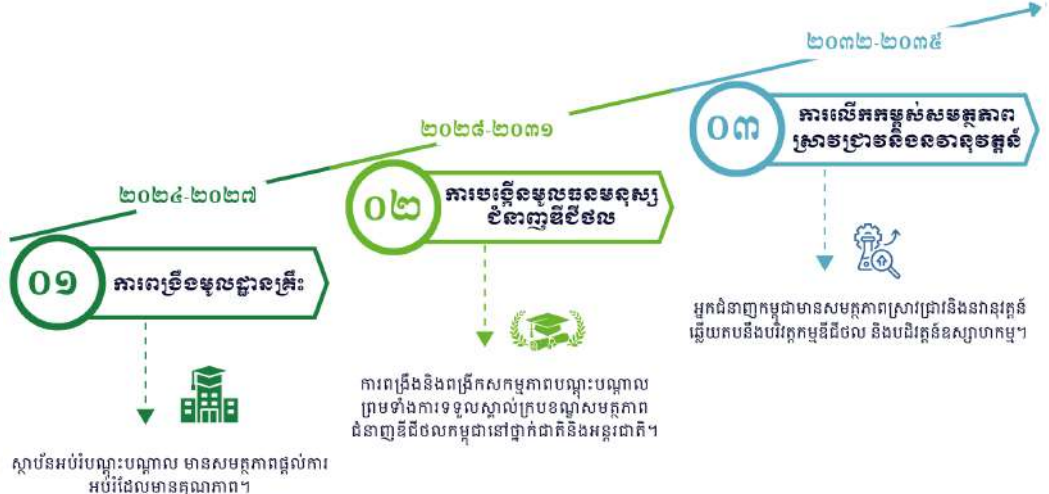 ២០២៤-២០២៧
០១
ការពង្រឹងមូលដ្ឋានគ្រឹះ
ស្ថាប័នអប់រំបណ្តុះបណ្តាល មានសមត្ថភាពផ្តល់ការ
អប់រំដែលមានគុណភាព។
២០២៨-២០៣១
០២
ការបង្កើនមូលធនមនុស្ស
ជំនាញឌីជីថល
ការពង្រឹងនិងពង្រីកសកម្មភាពបណ្តុះបណ្តាល
ព្រមទាំងការទទួលស្គាល់ក្របខណ្ឌសមត្ថភាព
ជំនាញឌីជីថលកម្ពុជានៅថ្នាក់ជាតិនិងអន្តរជាតិ។
២០៣២-២០៣៥
០៣
ការលើកកម្ពស់សមត្ថភាព
ស្រាវជ្រាវនិងនវានុវត្តន៍
អ្នកជំនាញកម្ពុជាមានសមត្ថភាពស្រាវជ្រាវនិងនវានុវត្តន៍
ឆ្លើយតបនឹងបរិវត្តកម្មឌីជីថល និងបដិវត្តន៍ឧស្សាហកម្ម។